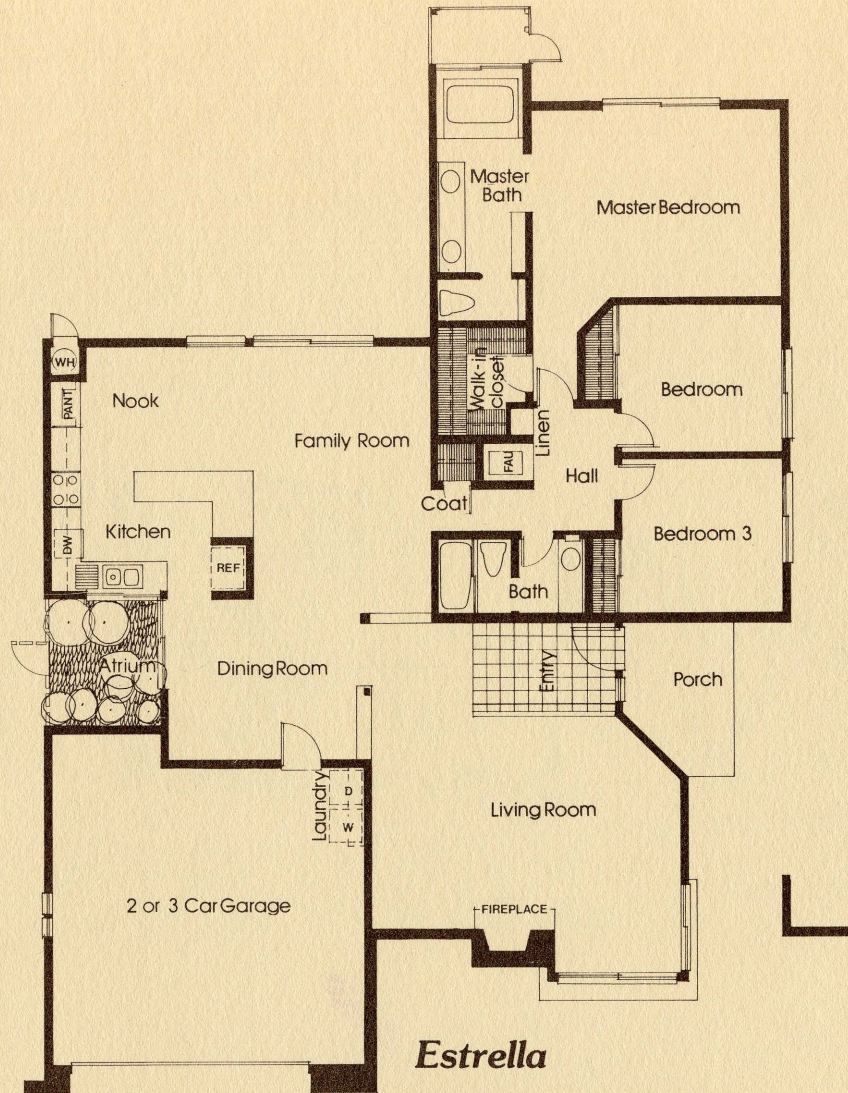 Master
Bath
Master Bedroom
WH
PANT
Nook
Walk-in
closet
Bedroom
Family Room
Linen
FAU
Hall
Coat
Kitchen
DW
REF
Bedroom 3
Bath
Atrium
Dining Room
Entry
Porch
Laundry
D
W
Living Room
2 or 3 Car Garage
FIREPLACE
Estrella